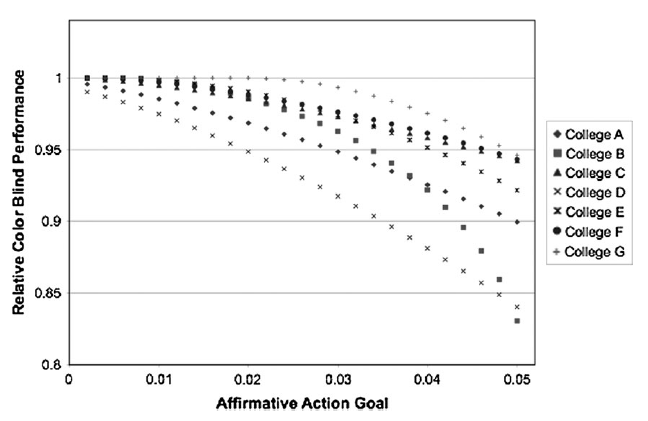 1
0.95
0.9
0.85
0.8
0
0.01
0.02
0.03
0.04
0.05
Relative Color Blind Performance
Affirmative Action Goal
College A
College B
College C
College D
College E
College F
College G